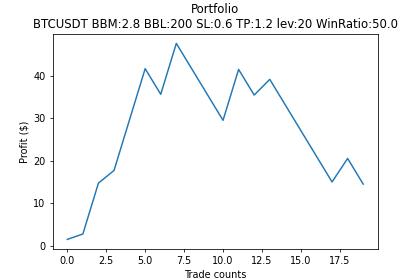 Portfolio
BTCUSDT BBM:2.8 BBL:200 SL:0.6 TP:1.2 lev:20 WinRatio:50.0
40
30
20
10
0
Profit ($)
0.0 2.5 5.0 7.5 10.0 12.5 15.0 17.5
Trade counts